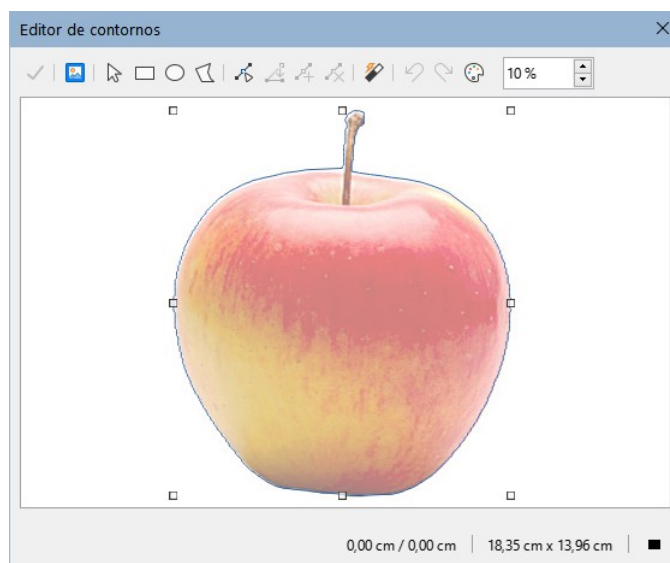 Editor de contornos
10 %
0,00 cm / 0,00 cm
18,35 cm x 13,96 cm